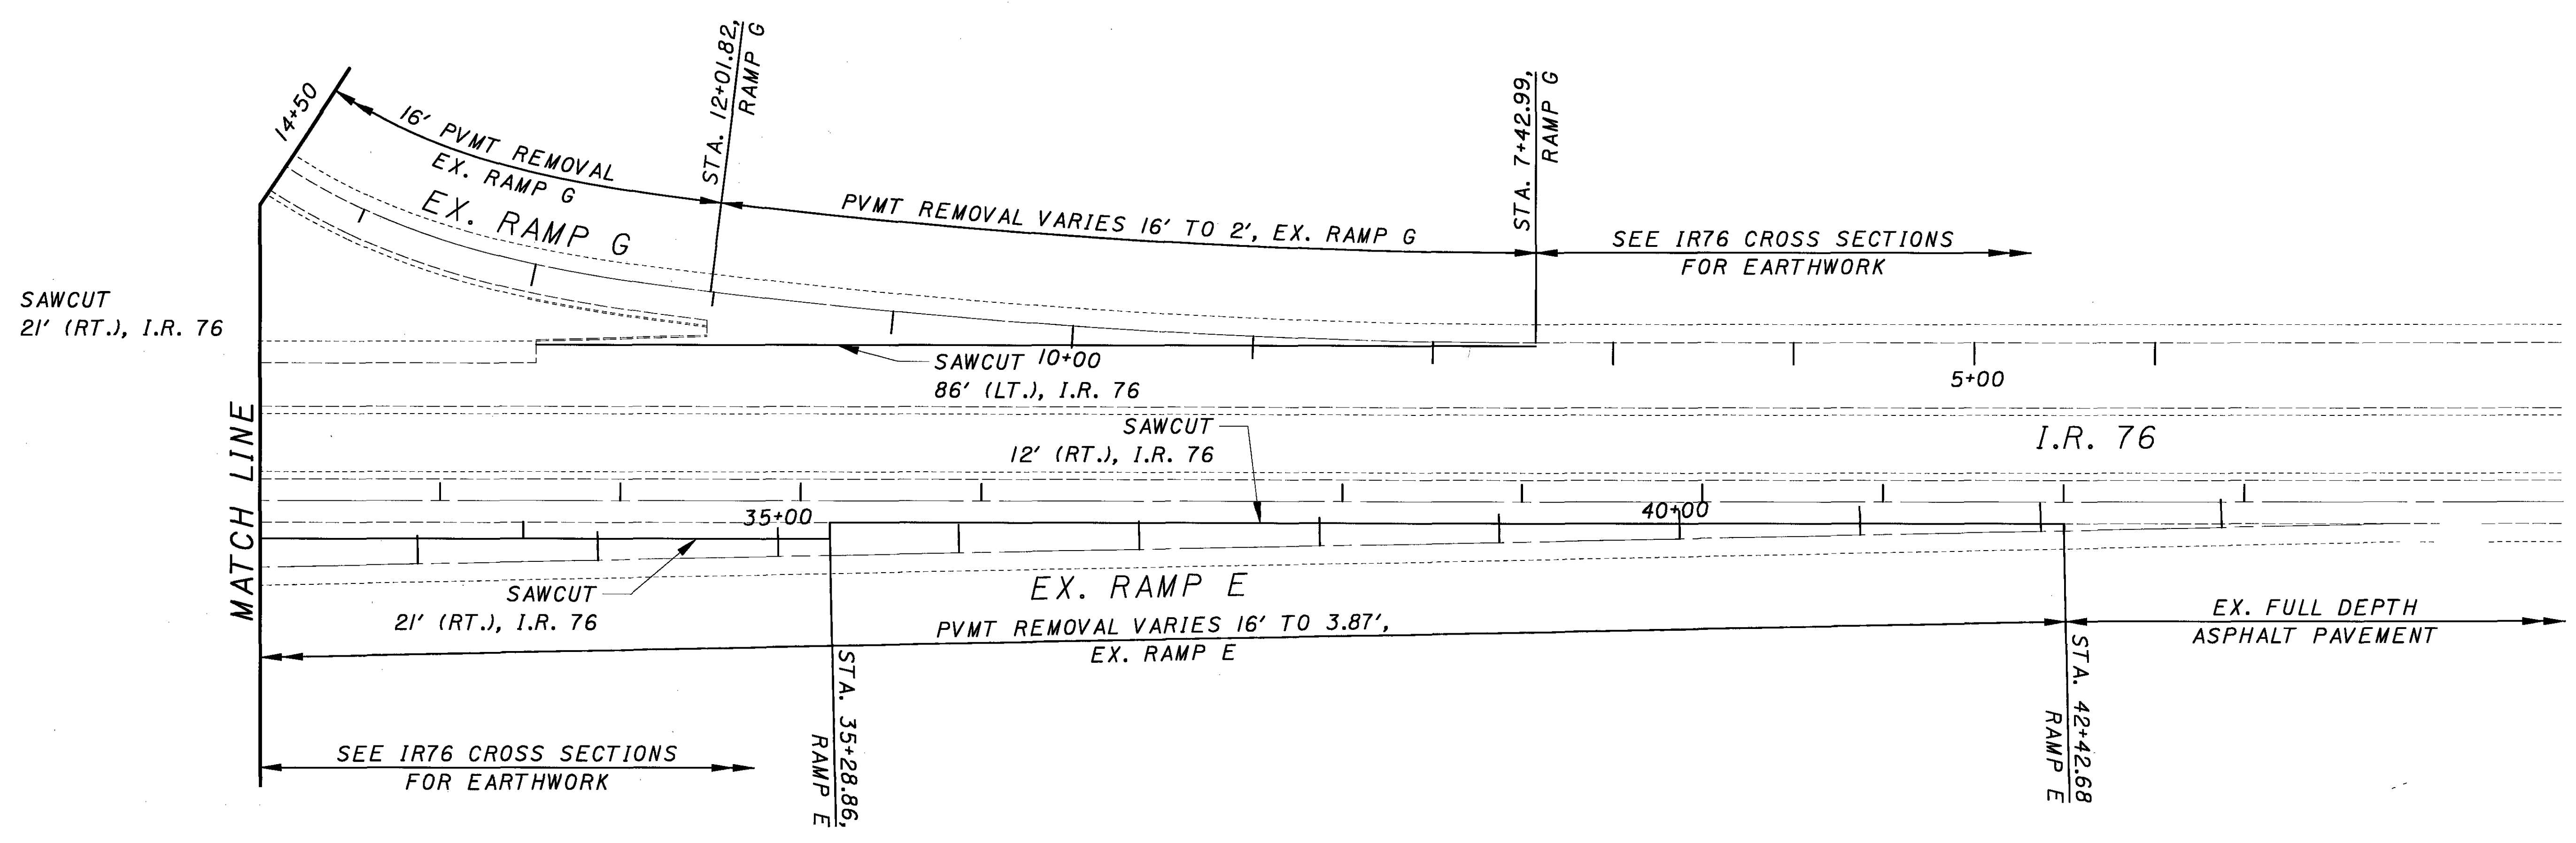 14+50
16' PVMT REMOVAL
EX. RAMP G
EX. RAMP G
STA. 12+01.82,
RAMP G
PVMT REMOVAL VARIES 16' TO 2', EX. RAMP G
STA. 7+42.99,
RAMP G
SEE IR76 CROSS SECTIONS
FOR EARTHWORK
SAWCUT
21' (RT.), I.R. 76
SAWCUT
86' (LT.), I.R. 76
10+00
5+00
MATCH LINE
SAWCUT
12' (RT.), I.R. 76
I.R. 76
35+00
40+00
SAWCUT
21' (RT.), I.R. 76
EX. RAMP E
PVMT REMOVAL VARIES 16' TO 3.87',
EX. RAMP E
EX. FULL DEPTH
ASPHALT PAVEMENT
STA. 35+28.86,
RAMP E
STA. 42+42.68
RAMP E
SEE IR76 CROSS SECTIONS
FOR EARTHWORK